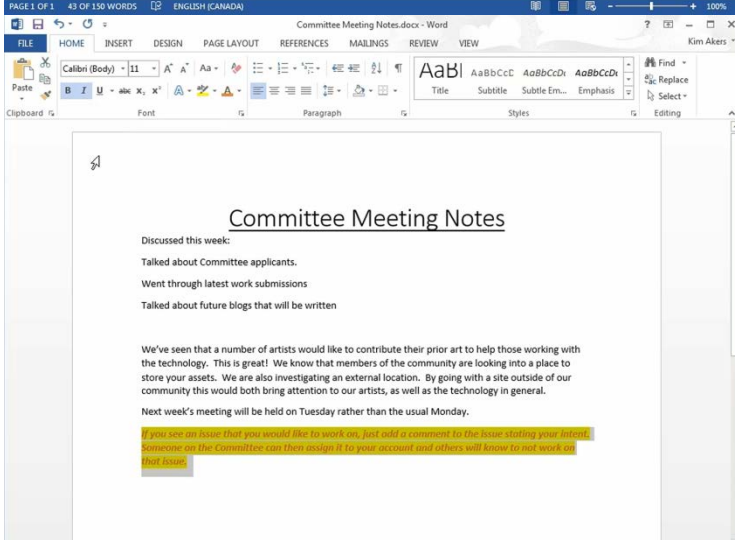 PAGE 1 OF 1 43 OF 150 WORDS ENGLISH (CANADA) 100%
Committee Meeting Notes.docx - Word
FILE HOME INSERT DESIGN PAGE LAYOUT REFERENCES MAILINGS REVIEW VIEW Kim Akers
Paste
Calibri (Body) 11
B I U abc x, x²
AaBl AaBbCcD AaBbCcDı AaBbCcDı
Title Subtitle Subtle Em... Emphasis
Find
Replace
Select
Clipboard Font Paragraph Styles Editing
Committee Meeting Notes
Discussed this week:
Talked about Committee applicants.
Went through latest work submissions
Talked about future blogs that will be written
We've seen that a number of artists would like to contribute their prior art to help those working with
the technology. This is great! We know that members of the community are looking into a place to
store your assets. We are also investigating an external location. By going with a site outside of our
community this would both bring attention to our artists, as well as the technology in general.
Next week's meeting will be held on Tuesday rather than the usual Monday.
If you see an issue that you would like to work on, just add a comment to the issue stating your intent.
Someone on the Committee can then assign it to your account and others will know to not work on
that issue.